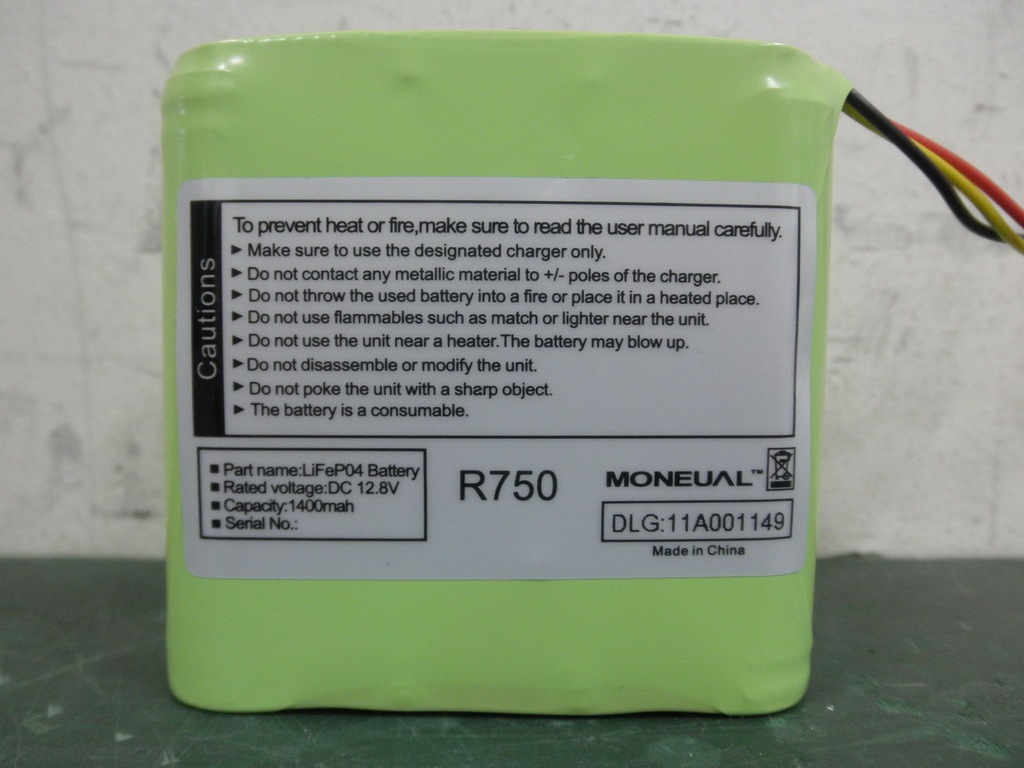 To prevent heat or fire,make sure to read the user manual carefully.
Cautions
▶ Make sure to use the designated charger only.
▶ Do not contact any metallic material to +/- poles of the charger.
▶ Do not throw the used battery into a fire or place it in a heated place.
▶ Do not use flammables such as match or lighter near the unit.
▶ Do not use the unit near a heater.The battery may blow up.
▶ Do not disassemble or modify the unit.
▶ Do not poke the unit with a sharp object.
▶ The battery is a consumable.
■ Part name:LiFeP04 Battery
■ Rated voltage:DC 12.8V
■ Capacity:1400mah
■ Serial No.:
R750
MONEUAL™
DLG:11A001149
Made in China